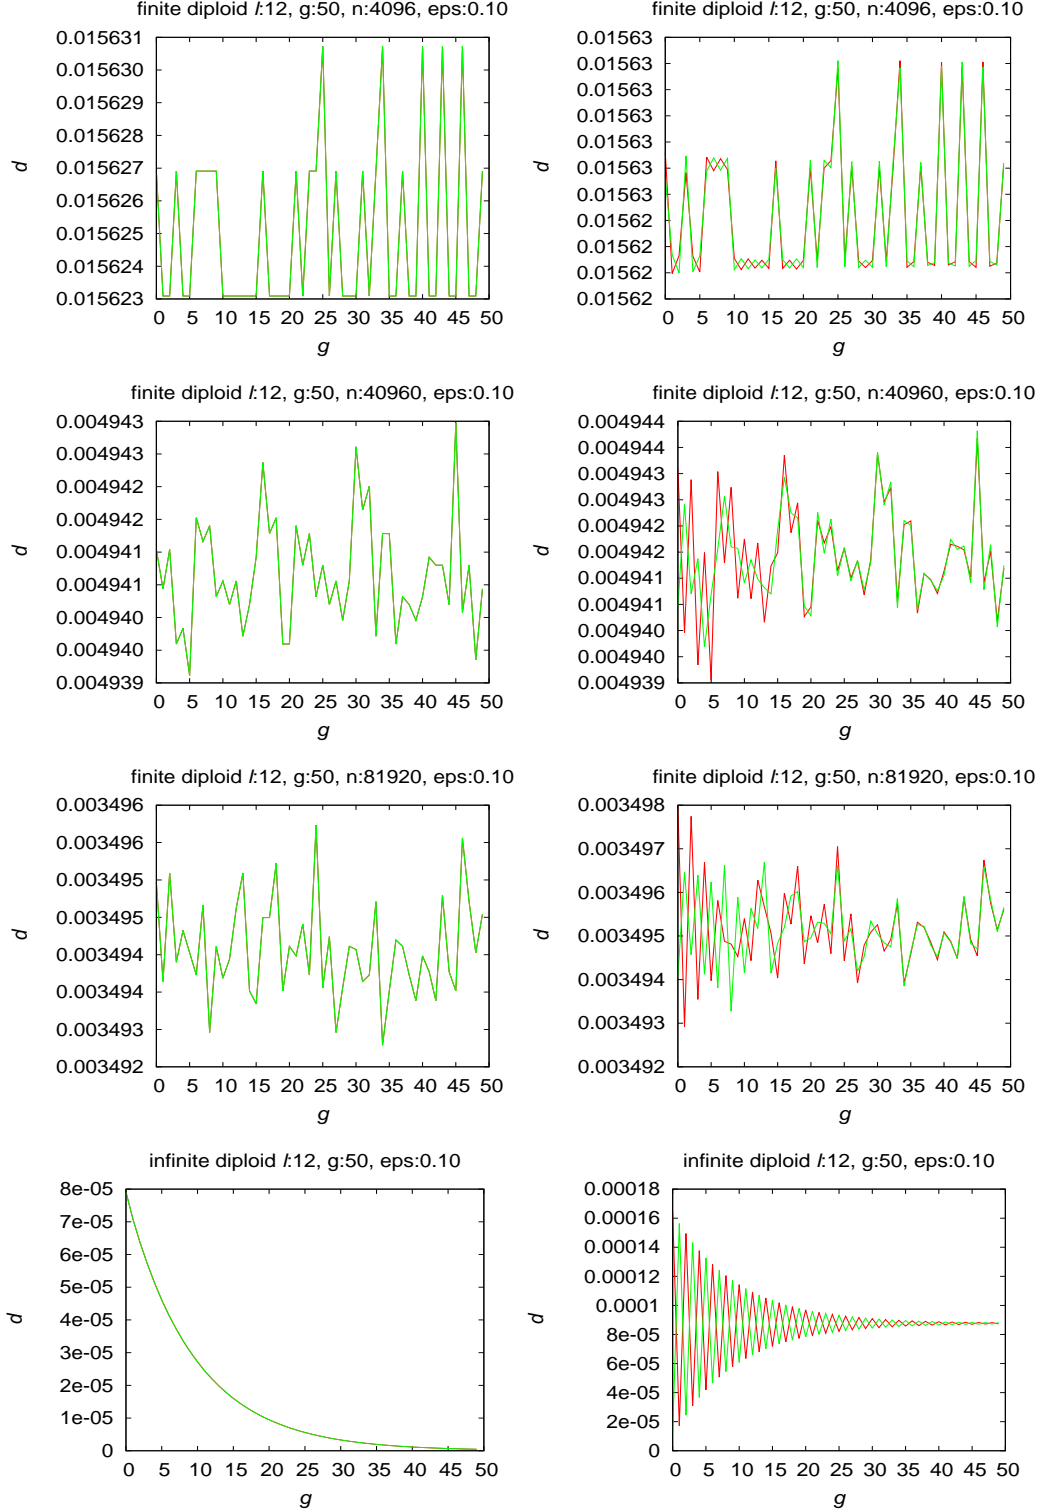 finite diploid l:12, g:50, n:4096, eps:0.10
0.015631
0.015630
0.015629
0.015628
0.015627
0.015626
0.015625
0.015624
0.015623
d
0 5 10 15 20 25 30 35 40 45 50
g
finite diploid l:12, g:50, n:4096, eps:0.10
0.01563
0.01563
0.01563
0.01563
0.01563
0.01563
0.01563
0.01562
0.01562
0.01562
0.01562
d
0 5 10 15 20 25 30 35 40 45 50
g
finite diploid l:12, g:50, n:40960, eps:0.10
0.004943
0.004943
0.004942
0.004942
0.004941
0.004941
0.004940
0.004940
0.004939
d
0 5 10 15 20 25 30 35 40 45 50
g
finite diploid l:12, g:50, n:40960, eps:0.10
0.004944
0.004944
0.004943
0.004943
0.004942
0.004942
0.004941
0.004941
0.004940
0.004940
0.004939
d
0 5 10 15 20 25 30 35 40 45 50
g
finite diploid l:12, g:50, n:81920, eps:0.10
0.003496
0.003496
0.003495
0.003495
0.003494
0.003494
0.003493
0.003492
d
0 5 10 15 20 25 30 35 40 45 50
g
finite diploid l:12, g:50, n:81920, eps:0.10
0.003498
0.003497
0.003496
0.003495
0.003494
0.003493
0.003492
d
0 5 10 15 20 25 30 35 40 45 50
g
infinite diploid l:12, g:50, eps:0.10
8e-05
7e-05
6e-05
5e-05
4e-05
3e-05
2e-05
1e-05
0
d
0 5 10 15 20 25 30 35 40 45 50
g
infinite diploid l:12, g:50, eps:0.10
0.00018
0.00016
0.00014
0.00012
0.0001
8e-05
6e-05
4e-05
2e-05
0
d
0 5 10 15 20 25 30 35 40 45 50
g